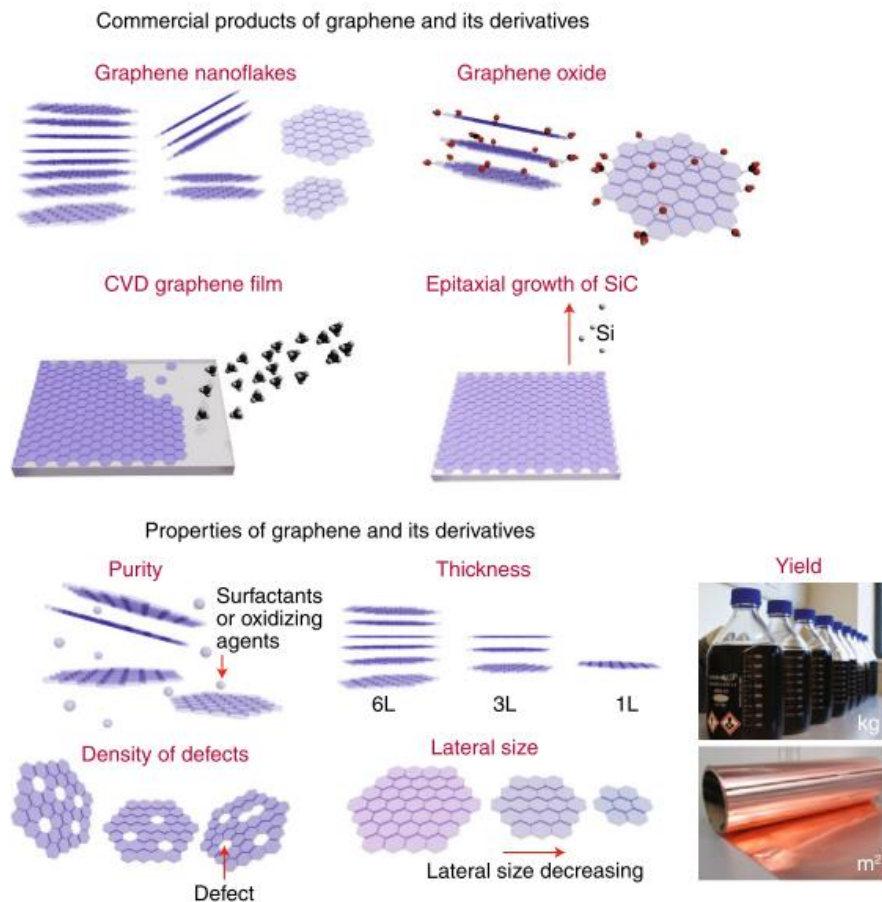 Commercial products of graphene and its derivatives
Graphene nanoflakes
Graphene oxide
CVD graphene film
Epitaxial growth of SiC
Si
Properties of graphene and its derivatives
Purity
Surfactants
or oxidizing
agents
Thickness
6L
3L
1L
Yield
kg
Density of defects
Defect
Lateral size
Lateral size decreasing
m²